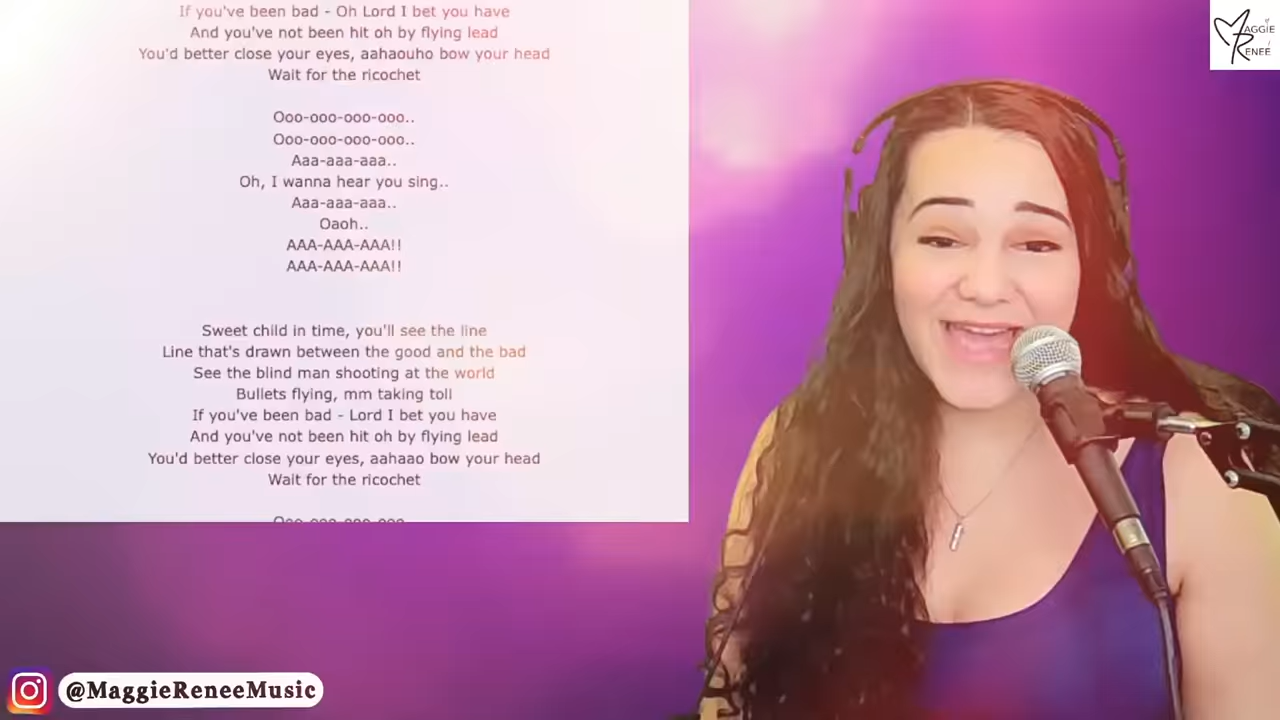 If you've been bad - Oh Lord I bet you have
And you've not been hit oh by flying lead
You'd better close your eyes, aahaouho bow your head
Wait for the ricochet
Ooo-ooo-ooo-ooo..
Ooo-ooo-ooo-ooo..
Aaa-aaa-aaa..
Oh, I wanna hear you sing..
Aaa-aaa-aaa..
Oaoh..
AAA-AAA-AAA!!
AAA-AAA-AAA!!
Sweet child in time, you'll see the line
Line that's drawn between the good and the bad
See the blind man shooting at the world
Bullets flying, mm taking toll
If you've been bad - Lord I bet you have
And you've not been hit oh by flying lead
You'd better close your eyes, aahaao bow your head
Wait for the ricochet
MAGGIE
RENEE
@MaggieReneeMusic